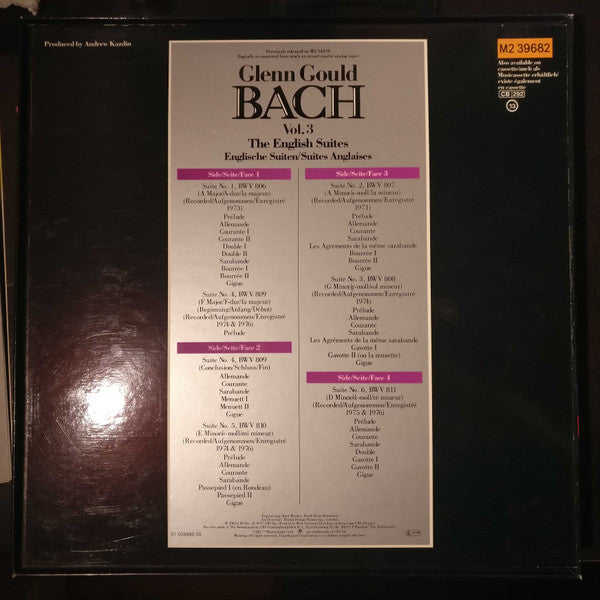 Produced by Andrew Kazdin
M2 39682
Also available on
cassette/auch als
Musicassette erhältlich/
existe également
en cassette
CB 292
13
Glenn Gould
BACH
Vol. 3
The English Suites
Englische Suiten/Suites Anglaises
Side/Seite/Face 1
Suite No. 1, BWV 806
(A Major/A-dur/la majeur)
(Recorded/Aufgenommen/Enregistré
1973)
Prélude
Allemande
Courante I
Courante II
Double I
Double II
Sarabande
Bourrée I
Bourrée II
Gigue
Suite No. 4, BWV 809
(F Major/F-dur/fa majeur)
(Beginning/Anfang/Début)
(Recorded/Aufgenommen/Enregistré
1974 & 1976)
Prélude
Side/Seite/Face 2
Suite No. 4, BWV 809
(Conclusion/Schluss/Fin)
Allemande
Courante
Sarabande
Menuett I
Menuett II
Gigue
Suite No. 5, BWV 810
(E Minor/e-moll/mi mineur)
(Recorded/Aufgenommen/Enregistré
1974 & 1976)
Prélude
Allemande
Courante
Sarabande
Passepied I (en Rondeau)
Passepied II
Gigue
Side/Seite/Face 3
Suite No. 2, BWV 807
(A Minor/a-moll/la mineur)
(Recorded/Aufgenommen/Enregistré
1971)
Prélude
Allemande
Courante
Sarabande
Les Agréments de la même sarabande
Bourrée I
Bourrée II
Gigue
Suite No. 3, BWV 808
(G Minor/g-moll/sol mineur)
(Recorded/Aufgenommen/Enregistré
1974)
Prélude
Allemande
Courante
Sarabande
Les Agréments de la même sarabande
Gavotte I
Gavotte II (ou la musette)
Gigue
Side/Seite/Face 4
Suite No. 6, BWV 811
(D Minor/d-moll/ré mineur)
(Recorded/Aufgenommen/Enregistré
1975 & 1976)
Prélude
Allemande
Courante
Sarabande
Double
Gavotte I
Gavotte II
Gigue
07-039682-20